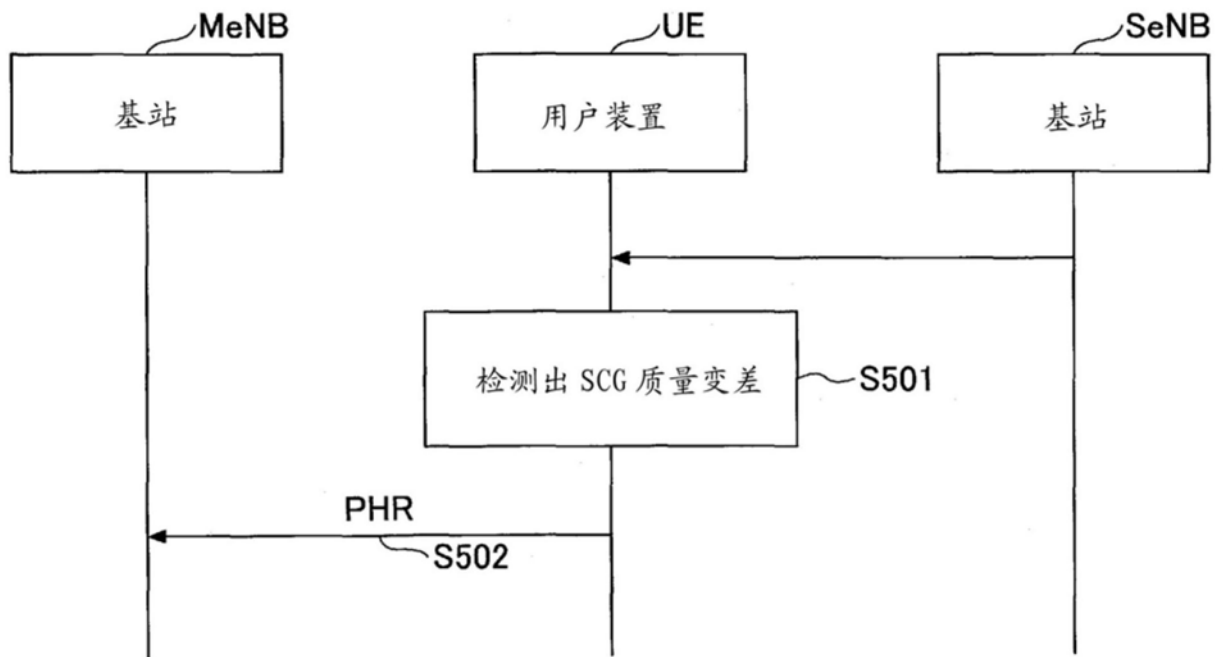 MeNB
UE
SeNB
基站
用户装置
基站
检测出 SCG 质量变差
S501
PHR
S502